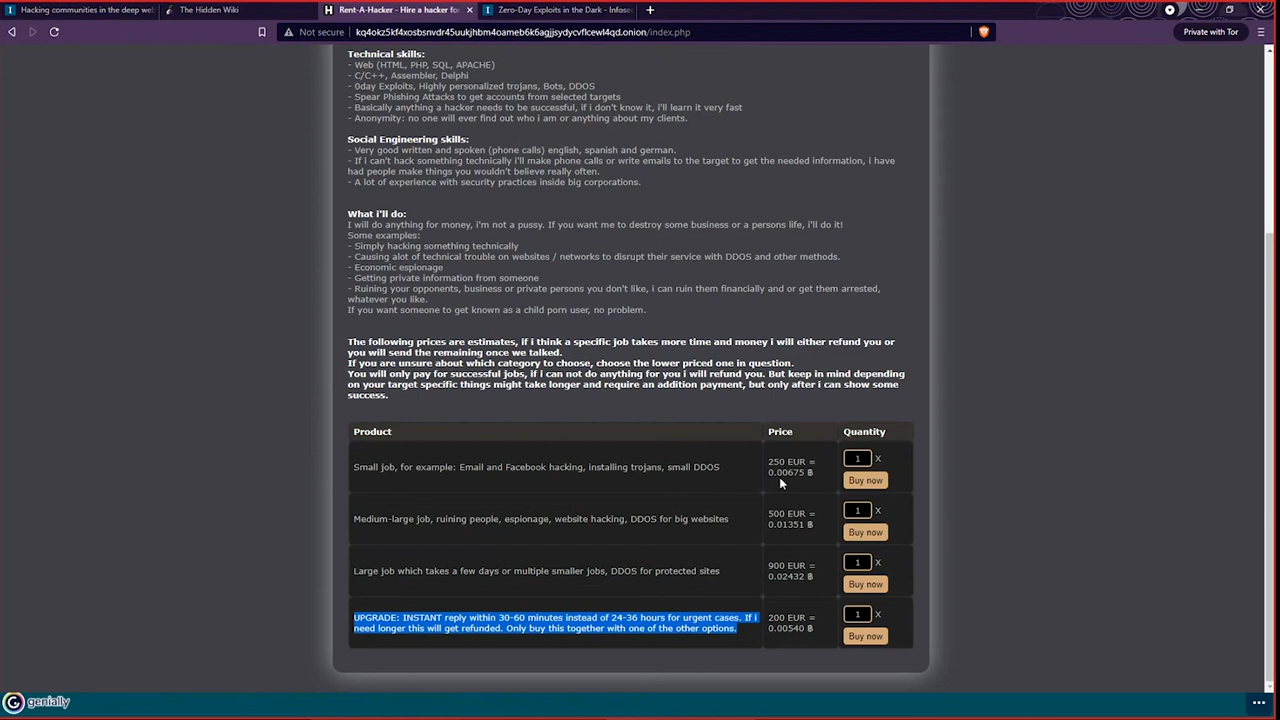 Hacking communities in the deep web
The Hidden Wiki
Rent-A-Hacker - Hire a hacker for
Zero-Day Exploits in the Dark - Infosec
Not secure
kq4okz5kf4xosbsnvdr45uukjhbm4oameb6k6agjjsydycvflcewl4qd.onion/index.php
Private with Tor
Technical skills:
- Web (HTML, PHP, SQL, APACHE)
- C/C++, Assembler, Delphi
- 0day Exploits, Highly personalized trojans, Bots, DDOS
- Spear Phishing Attacks to get accounts from selected targets
- Basically anything a hacker needs to be successful, if i don't know it, i'll learn it very fast
- Anonymity: no one will ever find out who i am or anything about my clients.
Social Engineering skills:
- Very good written and spoken (phone calls) english, spanish and german.
- If i can't hack something technically i'll make phone calls or write emails to the target to get the needed information, i have
had people make things you wouldn't believe really often.
- A lot of experience with security practices inside big corporations.
What i'll do:
I will do anything for money, i'm not a pussy. If you want me to destroy some business or a persons life, i'll do it!
Some examples:
- Simply hacking something technically
- Causing alot of technical trouble on websites / networks to disrupt their service with DDOS and other methods.
- Economic espionage
- Getting private information from someone
- Ruining your opponents, business or private persons you don't like, i can ruin them financially and or get them arrested,
whatever you like.
If you want someone to get known as a child porn user, no problem.
The following prices are estimates, if i think a specific job takes more time and money i will either refund you or
you will send the remaining once we talked.
If you are unsure about which category to choose, choose the lower priced one in question.
You will only pay for successful jobs, if i can not do anything for you i will refund you. But keep in mind depending
on your target specific things might take longer and require an addition payment, but only after i can show some
success.
Product Price Quantity
Small job, for example: Email and Facebook hacking, installing trojans, small DDOS
250 EUR =
0.00675 ฿
1 X
Buy now
Medium-large job, ruining people, espionage, website hacking, DDOS for big websites
500 EUR =
0.01351 ฿
1 X
Buy now
Large job which takes a few days or multiple smaller jobs, DDOS for protected sites
900 EUR =
0.02432 ฿
1 X
Buy now
UPGRADE: INSTANT reply within 30-60 minutes instead of 24-36 hours for urgent cases. If i
need longer this will get refunded. Only buy this together with one of the other options.
200 EUR =
0.00540 ฿
1 X
Buy now
genially